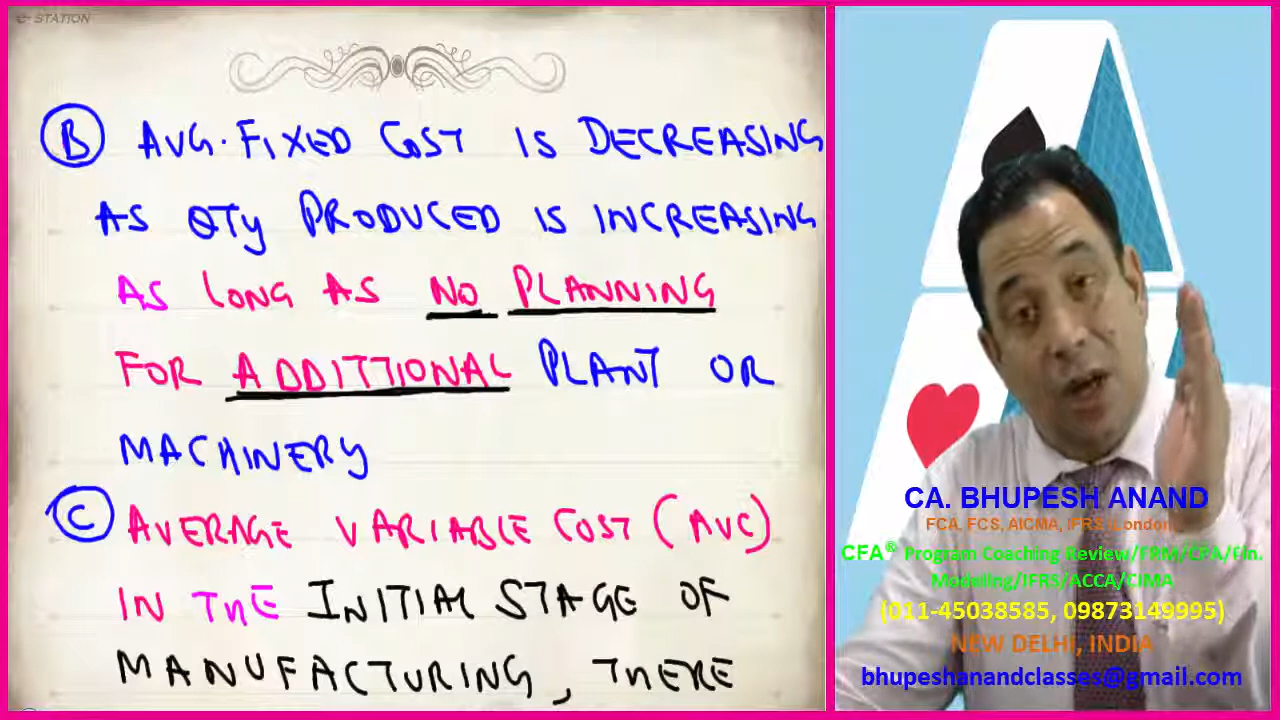 e-STATION
B AVG. FIXED COST IS DECREASING
AS QTY PRODUCED IS INCREASING
AS LONG AS NO PLANNING
FOR ADDITIONAL PLANT OR
MACHINERY
C AVERAGE VARIABLE COST (AVC)
IN THE INITIAL STAGE OF
MANUFACTURING, THERE
CA. BHUPESH ANAND
FCA, FCS, AICMA, IFRS(London)
CFA® Program Coaching Review/FRM/CPA/Fin.
Modeling/IFRS/ACCA/CIMA
(011-45038585, 09873149995)
NEW DELHI, INDIA
bhupeshanandclasses@gmail.com